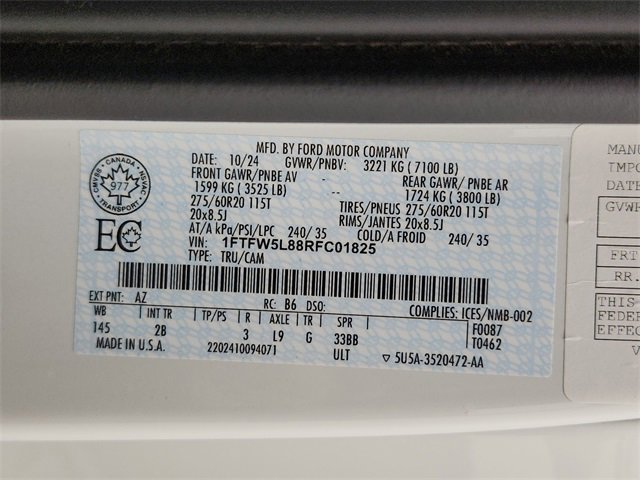 MFD. BY FORD MOTOR COMPANY
DATE: 10/24 GVWR/PNBV: 3221 KG ( 7100 LB)
FRONT GAWR/PNBE AV - REAR GAWR/ PNBE AR
1599 KG ( 3525 LB) -- 1724 KG ( 3800 LB)
275/60R20 115T TIRES/PNEUS 275/60R20 115T
20x8.5J RIMS/JANTES 20x8.5J
AT/A kPa/PSI/LPC 240/ 35 COLD/A FROID 240/ 35
VIN: 1FTFW5L88RFC01825
TYPE: TRU/CAM
CANADA
CMVSS NSVAC
977
TRANSPORT
EC
EXT PNT: AZ RC: B6 DSO: COMPLIES: ICES/NMB-002
WB INT TR TP/PS R AXLE TR SPR F0087
145 2B 3 L9 G 33BB T0462
MADE IN U.S.A. 2202410094071 ULT ▽ 5U5A-3520472-AA
MANU
IMPO
DATE
GVWR
FRT
RR.
THIS
FEDER
EFFEC
V